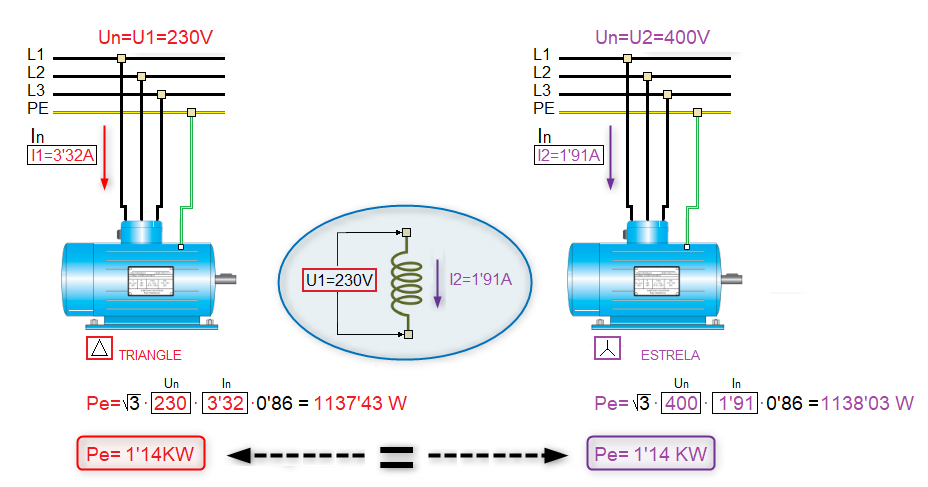 Un=U1=230V
L1
L2
L3
PE
In
I1=3'32A
TRIANGLE
Un In
Pe=√3 · 230 · 3'32 · 0'86 = 1137'43 W
Pe= 1'14KW
U1=230V
I2=1'91A
=
Un=U2=400V
L1
L2
L3
PE
In
I2=1'91A
ESTRELA
Un In
Pe=√3 · 400 · 1'91 · 0'86 =1138'03 W
Pe= 1'14 KW